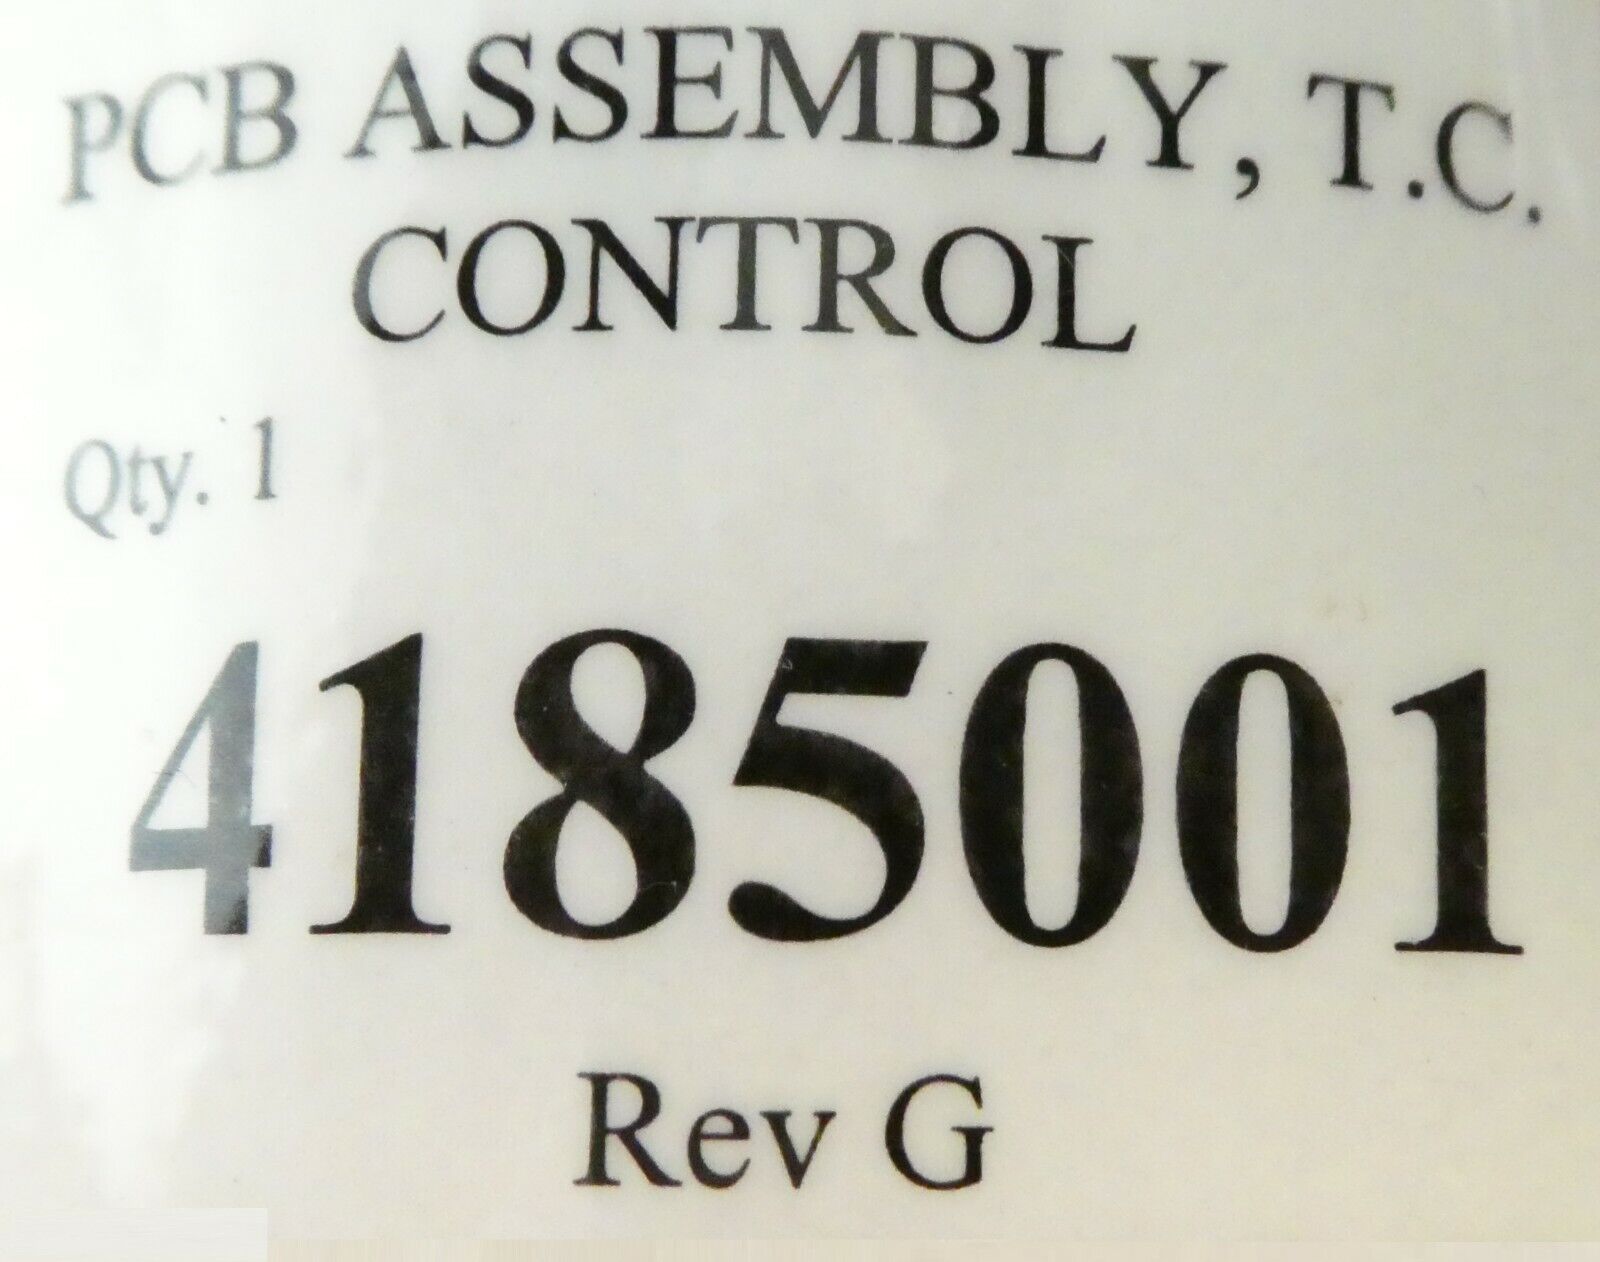 PCB ASSEMBLY, T.C.
CONTROL
Qty. 1
4185001
Rev G